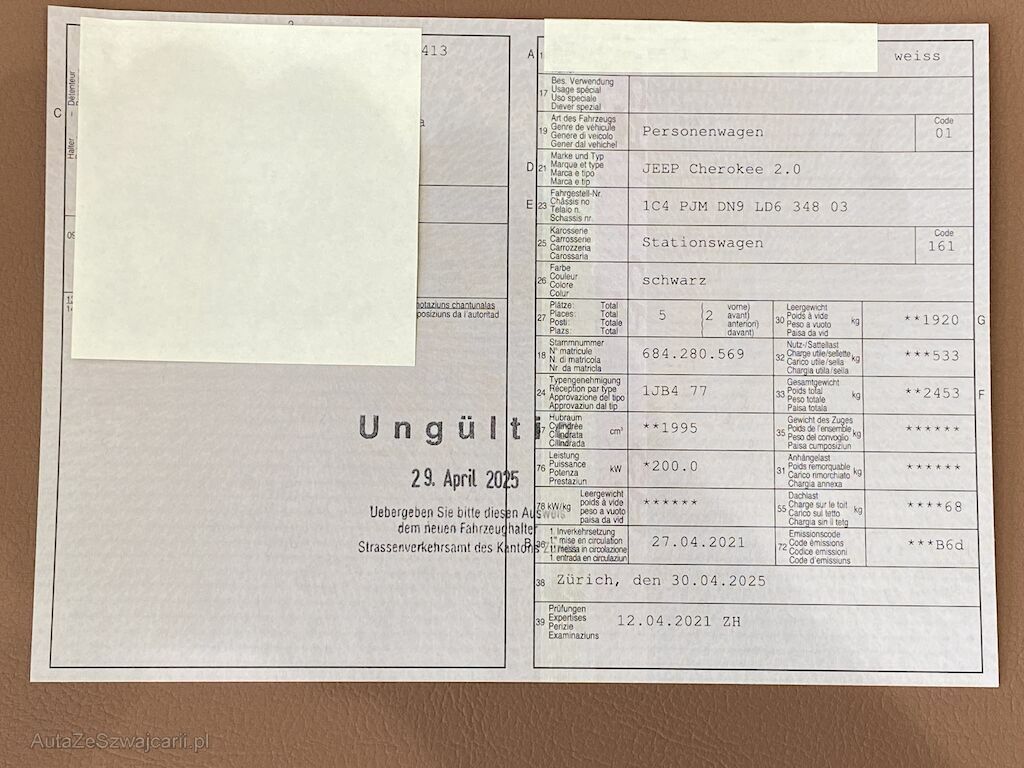 413
C
Halter – Détenteur
a
09
notaziuns chantunalas
posiziuns da l'autoritad
Ungülti
29. April 2025
Uebergeben Sie bitte diesen Ausweis
dem neuen Fahrzeughalter
Strassenverkehrsamt des Kantons
A
weiss
17 Bes. Verwendung
Usage spécial
Uso speciale
Diever spezial
19 Art des Fahrzeugs
Genre de véhicule
Genere di veicolo
Gener dal vehichel
Personenwagen
Code
01
D 21 Marke und Typ
Marque et type
Marca e tipo
Marca e tip
JEEP Cherokee 2.0
E 23 Fahrgestell-Nr.
Châssis no
Telaio n.
Schassis nr.
1C4 PJM DN9 LD6 348 03
25 Karosserie
Carrosserie
Carrozzeria
Carossaria
Stationswagen
Code
161
26 Farbe
Couleur
Colore
Colur
schwarz
27 Plätze: Total
Places: Total
Posti: Totale
Plazs: Total
5 (2 vorne)
avant)
anteriori)
davant)
30 Leergewicht
Poids à vide
Peso a vuoto
Paisa da vid
kg
**1920 G
18 Stammnummer
N° matricule
N. di matricola
Nr. da matricla
684.280.569
32 Nutz-/Sattellast
Charge utile/sellette
Carico utile/sella
Chargia utila/sella
kg
***533
24 Typengenehmigung
Réception par type
Approvazione del tipo
Approvaziun dal tip
1JB4 77
33 Gesamtgewicht
Poids total
Peso totale
Paisa totala
kg
**2453 F
37 Hubraum
Cylindrée
Cilindrata
Cilindrada
cm³
**1995
35 Gewicht des Zuges
Poids de l'ensemble
Peso del convoglio
Paisa cumposiziun
kg
******
76 Leistung
Puissance
Potenza
Prestaziun
kW
*200.0
31 Anhängelast
Poids remorquable
Carico rimorchiato
Chargia annexa
kg
******
78 kW/kg Leergewicht
poids à vide
peso a vuoto
paisa da vid
******
55 Dachlast
Charge sur le toit
Carico sul tetto
Chargia sin il tetg
kg
****68
B 36 1. Inverkehrsetzung
1re mise en circulation
1. messa in circolazione
1. entrada en circulaziun
27.04.2021
72 Emissionscode
Code émissions
Codice emissioni
Code d'emissiuns
***B6d
38 Zürich, den 30.04.2025
39 Prüfungen
Expertises
Perizie
Examinaziuns
12.04.2021 ZH
AutaZeSzwajcarii.pl